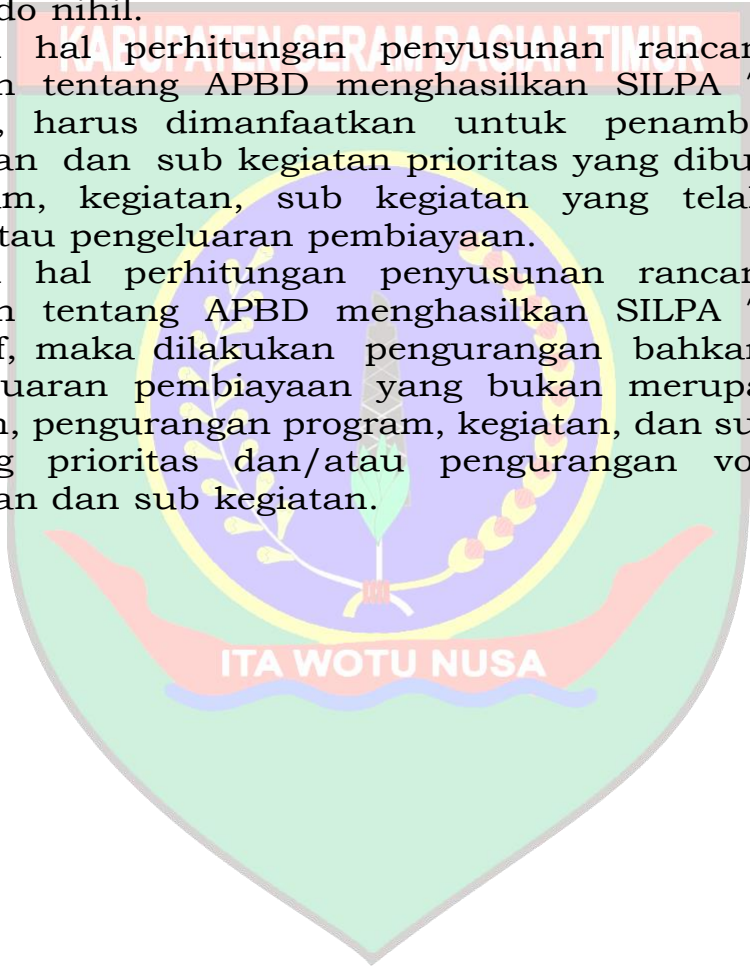 do nihil.
KABUPATEN SERAM BAGIAN TIMUR
hal perhitungan penyusunan rancan
n tentang APBD menghasilkan SILPA
, harus dimanfaatkan untuk penamb
an dan sub kegiatan prioritas yang dibu
m, kegiatan, sub kegiatan yang tela
tau pengeluaran pembiayaan.
hal perhitungan penyusunan rancan
n tentang APBD menghasilkan SILPA
f, maka dilakukan pengurangan bahka
uaran pembiayaan yang bukan merupa
n, pengurangan program, kegiatan, dan su
g prioritas dan/atau pengurangan vo
an dan sub kegiatan.
ITA WOTU NUSA